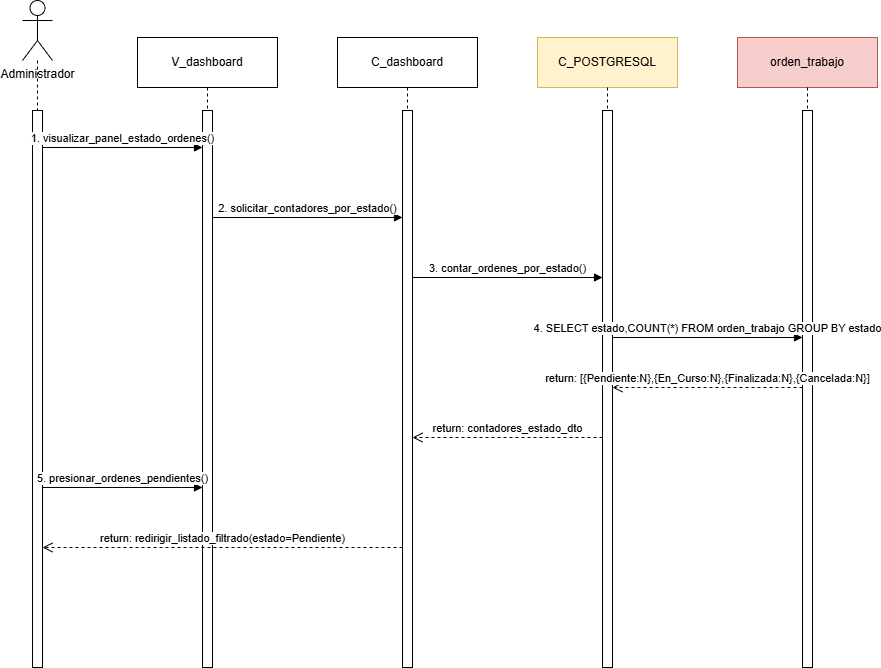 Administrador
V_dashboard
C_dashboard
C_POSTGRESQL
orden_trabajo
1. visualizar_panel_estado_ordenes()
2. solicitar_contadores_por_estado()
3. contar_ordenes_por_estado()
4. SELECT estado,COUNT(*) FROM orden_trabajo GROUP BY estado
return: [{Pendiente:N},{En_Curso:N},{Finalizada:N},{Cancelada:N}]
return: contadores_estado_dto
5. presionar_ordenes_pendientes()
return: redirigir_listado_filtrado(estado=Pendiente)